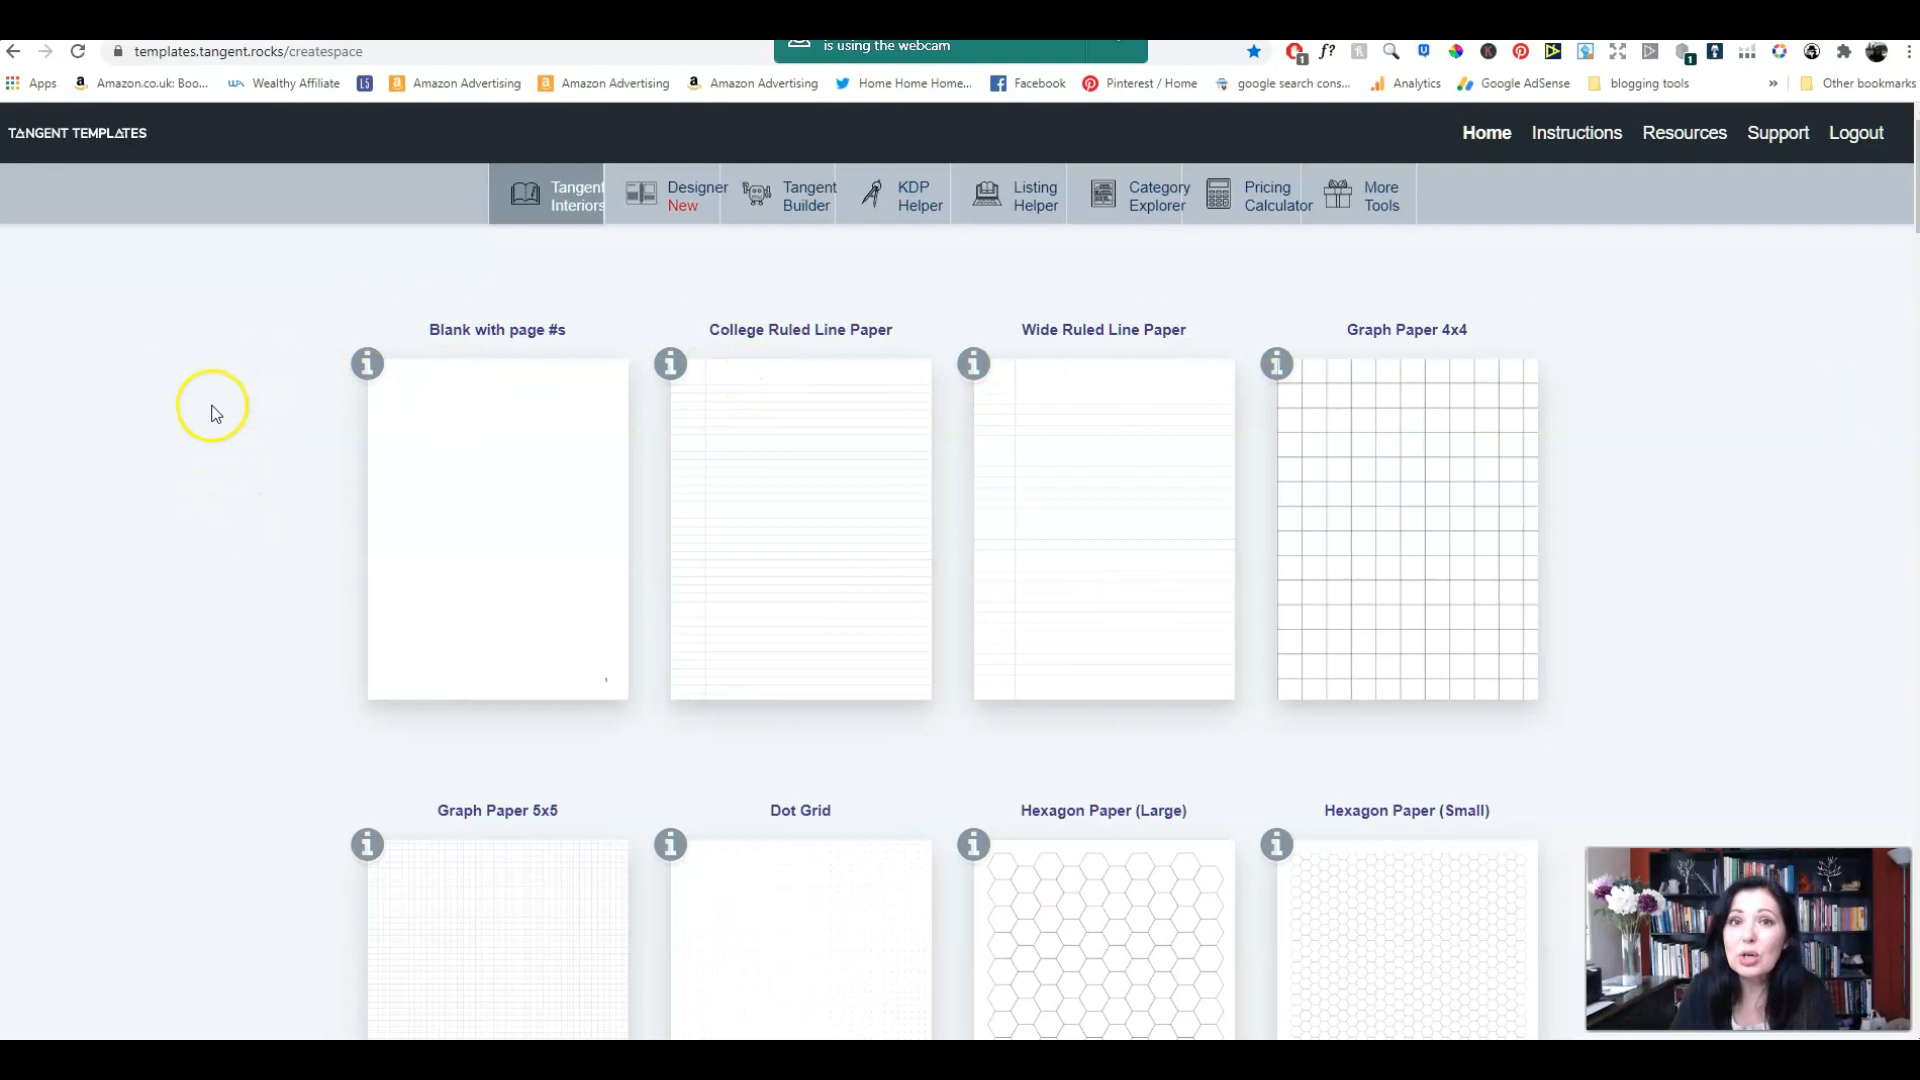 is using the webcam
templates.tangent.rocks/createspace
f?
1
1
Apps
Amazon.co.uk: Boo...
Wealthy Affiliate
Amazon Advertising
Amazon Advertising
Amazon Advertising
Home Home Home...
Facebook
Pinterest / Home
google search cons...
Analytics
Google AdSense
blogging tools
»
Other bookmarks
TANGENT TEMPLATES
Home
Instructions
Resources
Support
Logout
Tangent
Interiors
Designer
New
Tangent
Builder
KDP
Helper
Listing
Helper
Category
Explorer
Pricing
Calculator
More
Tools
Blank with page #s
College Ruled Line Paper
Wide Ruled Line Paper
Graph Paper 4x4
1
Graph Paper 5x5
Dot Grid
Hexagon Paper (Large)
Hexagon Paper (Small)